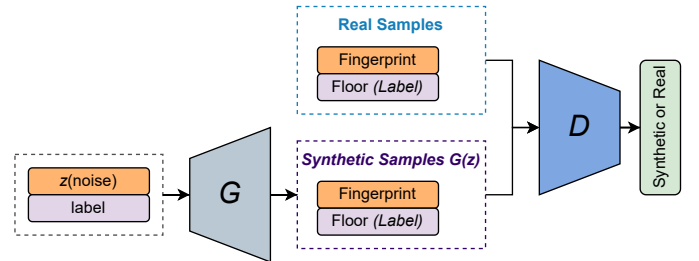 Real Samples
Fingerprint
Floor (Label)
Synthetic Samples G(z)
Fingerprint
Floor (Label)
z(noise)
label
G
D
Synthetic or Real